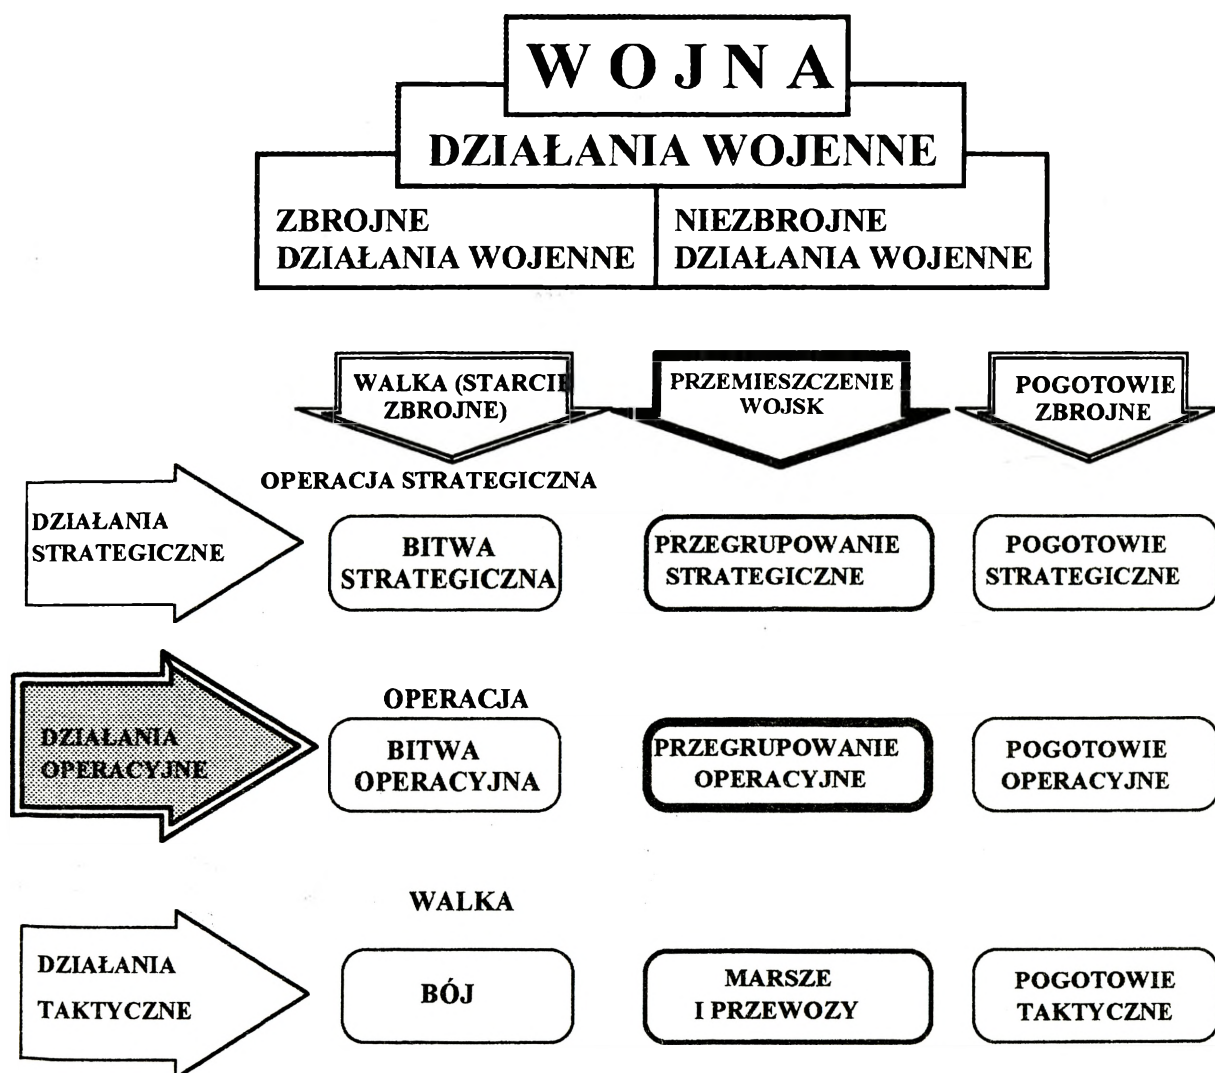 WOJNA
DZIAŁANIA WOJENNE
ZBROJNE
DZIAŁANIA WOJENNE
NIEZBROJNE
DZIAŁANIA WOJENNE
WALKA (STARCIE
ZBROJNE)
PRZEMIESZCZENIE
WOJSK
POGOTOWIE
ZBROJNE
DZIAŁANIA
STRATEGICZNE
OPERACJA STRATEGICZNA
BITWA
STRATEGICZNA
PRZEGRUPOWANIE
STRATEGICZNE
POGOTOWIE
STRATEGICZNE
DZIAŁANIA
OPERACYJNE
OPERACJA
BITWA
OPERACYJNA
PRZEGRUPOWANIE
OPERACYJNE
POGOTOWIE
OPERACYJNE
DZIAŁANIA
TAKTYCZNE
WALKA
BÓJ
MARSZE
I PRZEWOZY
POGOTOWIE
TAKTYCZNE